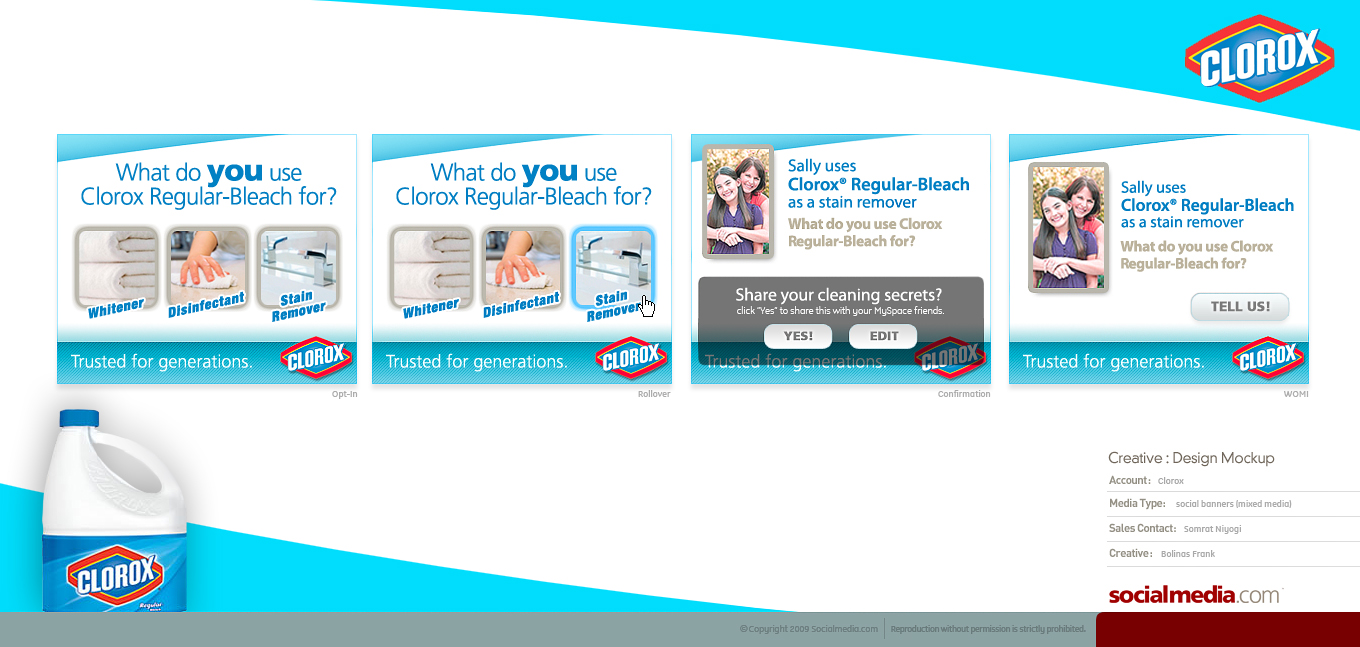 CLOROX
What do you use
Clorox Regular-Bleach for?
Whitener
Disinfectant
Stain
Remover
Trusted for generations.
CLOROX
Opt-In
What do you use
Clorox Regular-Bleach for?
Whitener
Disinfectant
Stain
Remover
Trusted for generations.
CLOROX
Rollover
Sally uses
Clorox® Regular-Bleach
as a stain remover
What do you use Clorox
Regular-Bleach for?
Share your cleaning secrets?
click "Yes" to share this with your MySpace friends.
YES!
EDIT
Trusted for generations.
CLOROX
Confirmation
Sally uses
Clorox® Regular-Bleach
as a stain remover
What do you use Clorox
Regular-Bleach for?
TELL US!
Trusted for generations.
CLOROX
WOMI
CLOROX
CLOROX
Regular
Bleach
Creative : Design Mockup
Account: Clorox
Media Type: social banners (mixed media)
Sales Contact: Somrat Niyogi
Creative: Bolinas Frank
socialmedia.com
© Copyright 2009 Socialmedia.com
Reproduction without permission is strictly prohibited.